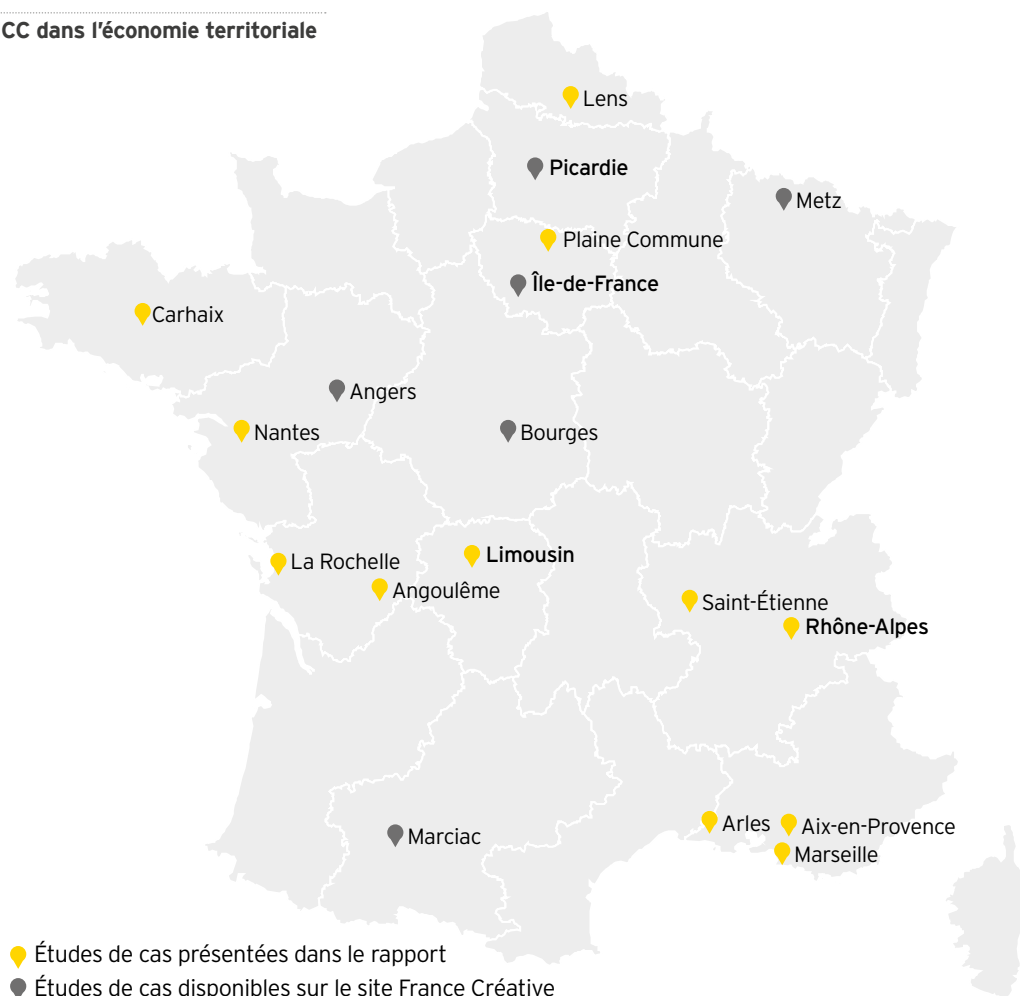 CC dans l'économie territoriale
Lens
Picardie
Metz
Plaine Commune
Île-de-France
Carhaix
Angers
Nantes
Bourges
La Rochelle
Limousin
Angoulême
Saint-Étienne
Rhône-Alpes
Arles
Aix-en-Provence
Marciac
Marseille
Études de cas présentées dans le rapport
Études de cas disponibles sur le site France Créative